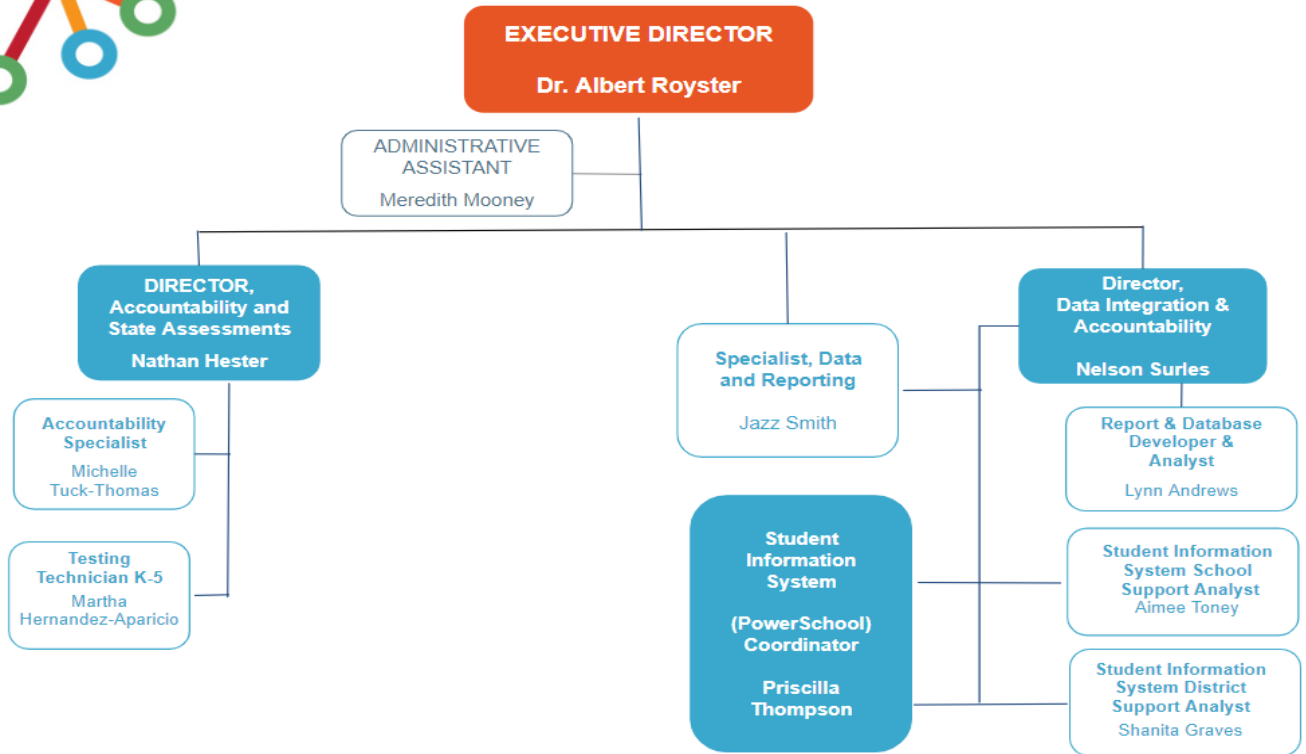 EXECUTIVE DIRECTOR
Dr. Albert Royster
ADMINISTRATIVE
ASSISTANT
Meredith Mooney
DIRECTOR,
Accountability and
State Assessments
Nathan Hester
Accountability
Specialist
Michelle
Tuck-Thomas
Testing
Technician K-5
Martha
Hernandez-Aparicio
Specialist, Data
and Reporting
Jazz Smith
Student
Information
System
(PowerSchool)
Coordinator
Priscilla
Thompson
Director,
Data Integration &
Accountability
Nelson Surles
Report & Database
Developer &
Analyst
Lynn Andrews
Student Information
System School
Support Analyst
Aimee Toney
Student Information
System District
Support Analyst
Shanita Graves